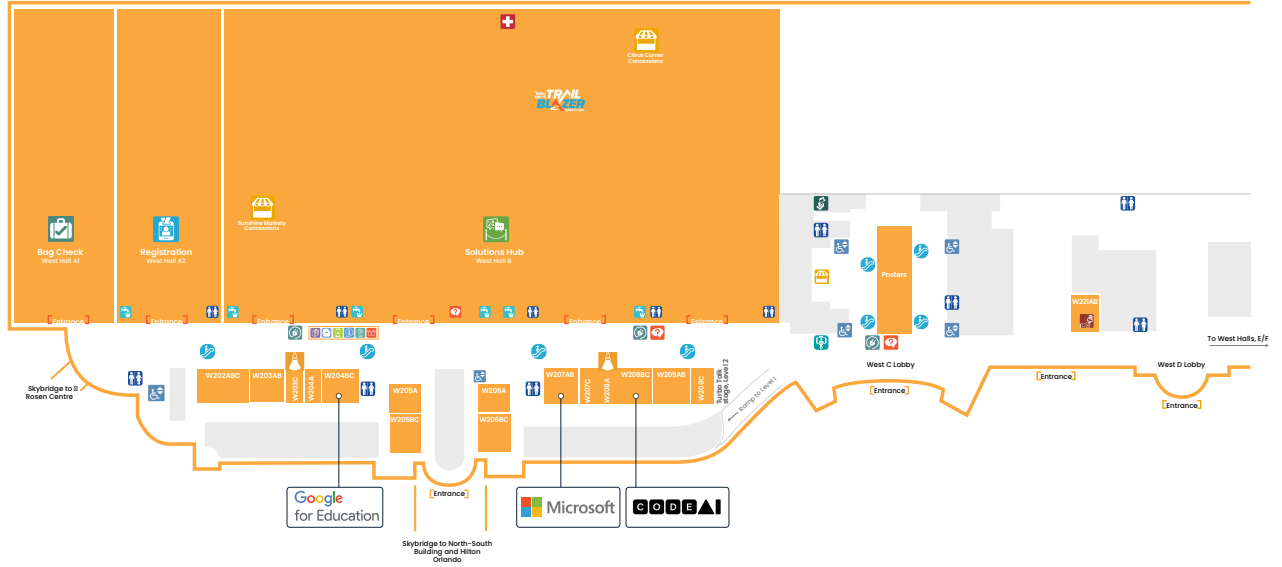 Citrus Corner
Concessions
TRAIL
BLAZER
Sunshine Markety
Concessions
Bag Check
West Hall A1
Registration
West Hall A2
Solutions Hub
West Hall B
Entrance
Entrance
Entrance
Entrance
Entrance
Entrance
Posters
W221AB
To West Halls, E/F
West C Lobby
Entrance
Entrance
West D Lobby
Entrance
Skybridge to
Rosen Centre
W202ABC
W203AB
W203C
W204A
W204BC
W205A
W205BC
W206A
W206BC
W207AB
W207C
W208A
W208BC
W209AB
W209C
Turbo Talk
Stage, Level 2
Ramp to Level 1
Entrance
Google
for Education
Microsoft
CODEAI
Skybridge to North-South
Building and Hilton
Orlando